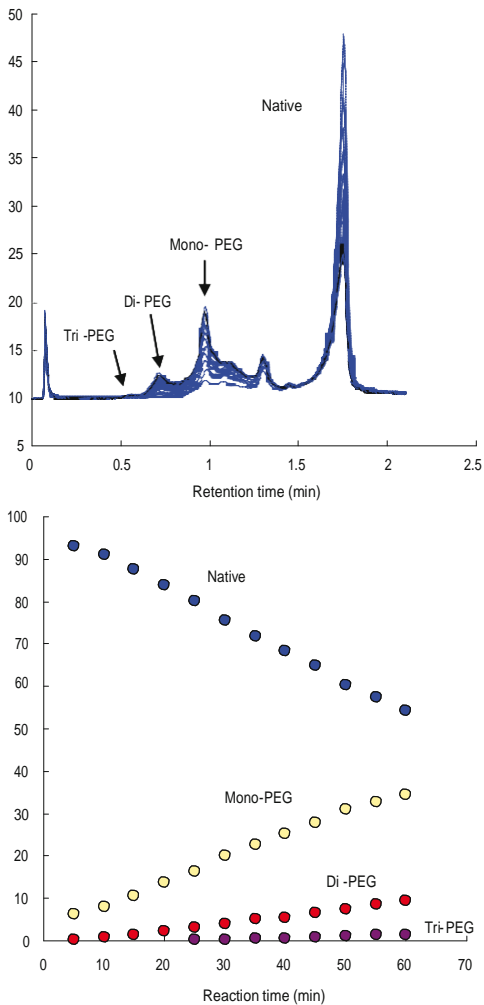 50
45
40
35
30
25
20
15
10
5
Native
Mono- PEG
Di- PEG
Tri -PEG
0 0.5 1 1.5 2 2.5
Retention time (min)
100
90
80
70
60
50
40
30
20
10
0
Native
Mono-PEG
Di -PEG
Tri-PEG
0 10 20 30 40 50 60 70
Reaction time (min)